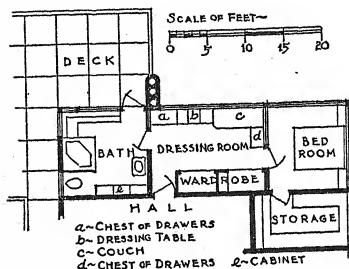 SCALE OF FEET~
0 5 10 15 20
DECK
a b c
d
BATH
DRESSING ROOM
BED
ROOM
WARDROBE
e
HALL
STORAGE
a~CHEST OF DRAWERS
b~DRESSING TABLE
c~COUCH
d~CHEST OF DRAWERS e~CABINET